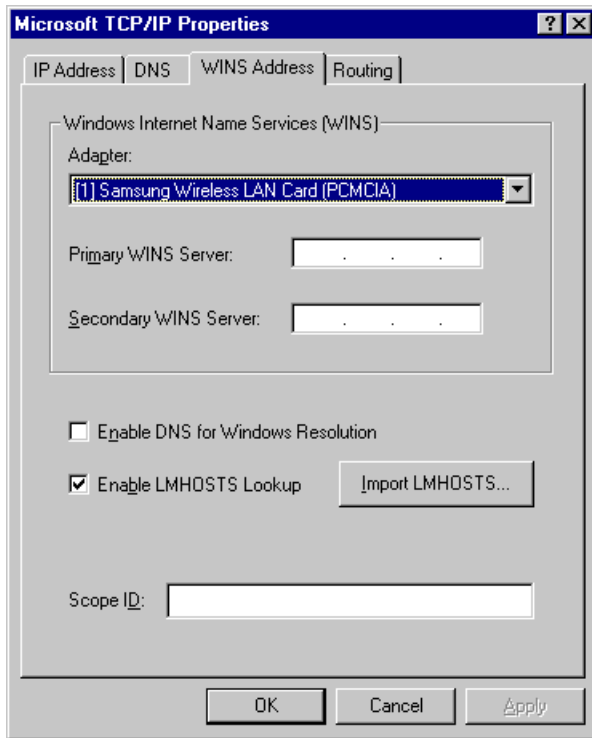 Microsoft TCP/IP Properties
IP Address DNS WINS Address Routing
Windows Internet Name Services (WINS)
Adapter:
[1] Samsung Wireless LAN Card (PCMCIA)
Primary WINS Server: . . .
Secondary WINS Server: . . .
Enable DNS for Windows Resolution
Enable LMHOSTS Lookup Import LMHOSTS...
Scope ID:
OK Cancel Apply